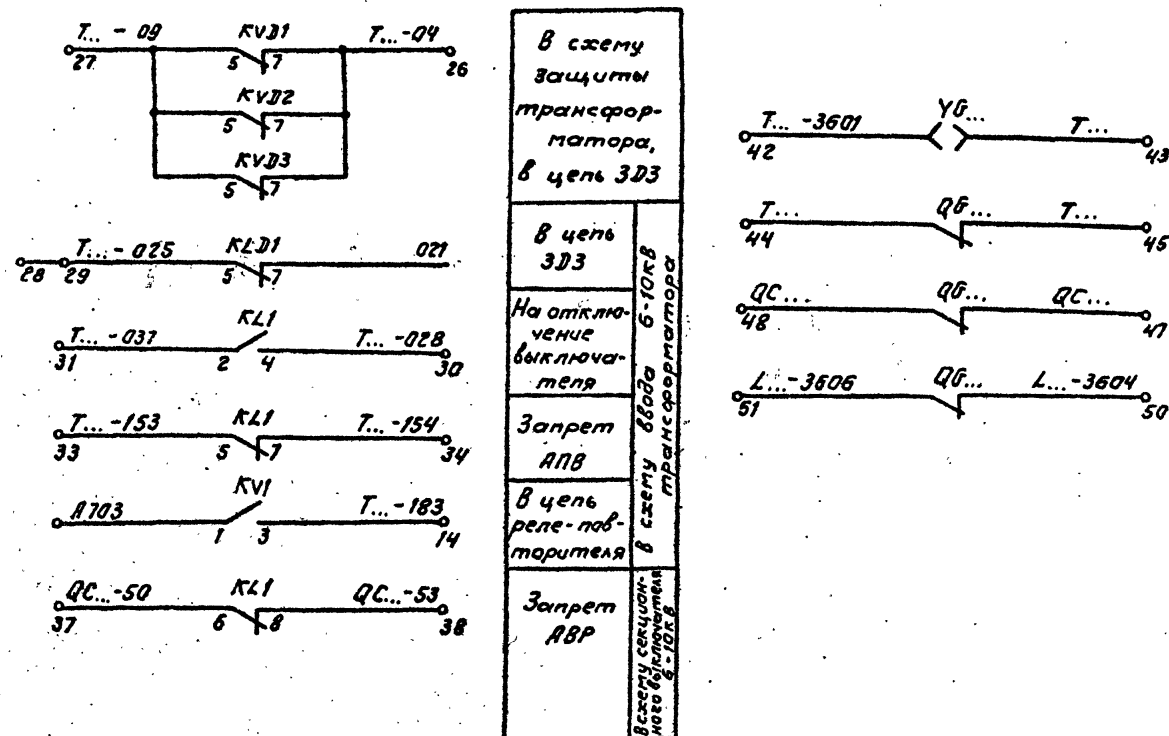 T... - 09 KVD1 T...-04
27 5 7 26
KVD2
5 7
KVD3
5 7
T...- 025 KLD1 021
28 29 5 7
T... -037 KL1 T... -028
31 2 4 30
T... -153 KL1 T... -154
33 5 7 34
A703 KV1 T...-183
1 3 14
QC...-50 KL1 QC...-53
37 6 8 38
В схему
защиты
трансфор-
матора,
в цепь ЗДЗ
В цепь
ЗДЗ
На отклю-
чение
выключа-
теля
Запрет
АПВ
В цепь
реле-пов-
торителя
в схему ввода 6-10кВ
трансформатора
Запрет
АВР
В схему секцион-
ного выключателя
6-10кВ
T... -3601 YG... T...
42 43
T... QG... T...
44 45
QC... QG... QC...
48 47
L...-3606 QG... L...-3604
51 50